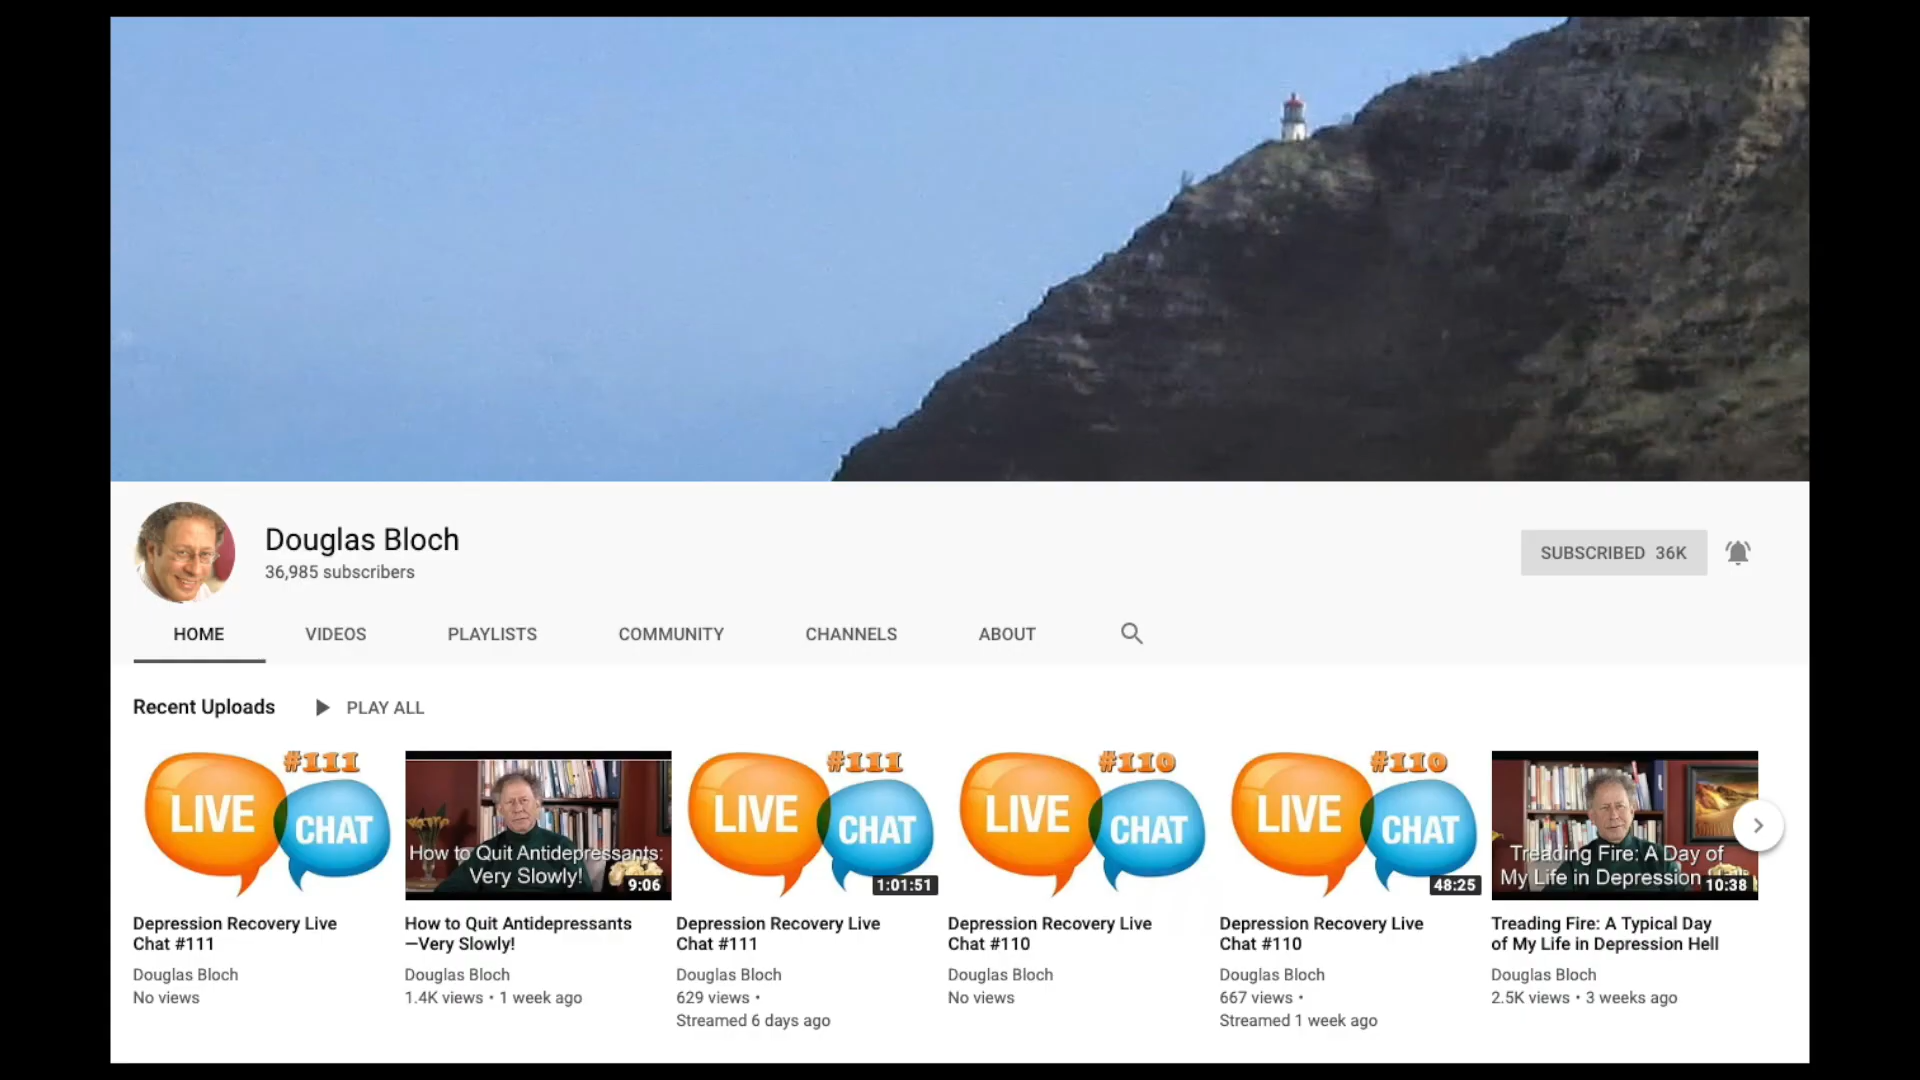 Douglas Bloch
36,985 subscribers
SUBSCRIBED 36K
HOME VIDEOS PLAYLISTS COMMUNITY CHANNELS ABOUT
Recent Uploads PLAY ALL
#111
LIVE
CHAT
Depression Recovery Live
Chat #111
Douglas Bloch
No views
How to Quit Antidepressants:
Very Slowly!
9:06
How to Quit Antidepressants
—Very Slowly!
Douglas Bloch
1.4K views • 1 week ago
#111
LIVE
CHAT
1:01:51
Depression Recovery Live
Chat #111
Douglas Bloch
629 views •
Streamed 6 days ago
#110
LIVE
CHAT
Depression Recovery Live
Chat #110
Douglas Bloch
No views
#110
LIVE
CHAT
48:25
Depression Recovery Live
Chat #110
Douglas Bloch
667 views •
Streamed 1 week ago
Treading Fire: A Day of
My Life in Depression
10:38
Treading Fire: A Typical Day
of My Life in Depression Hell
Douglas Bloch
2.5K views • 3 weeks ago